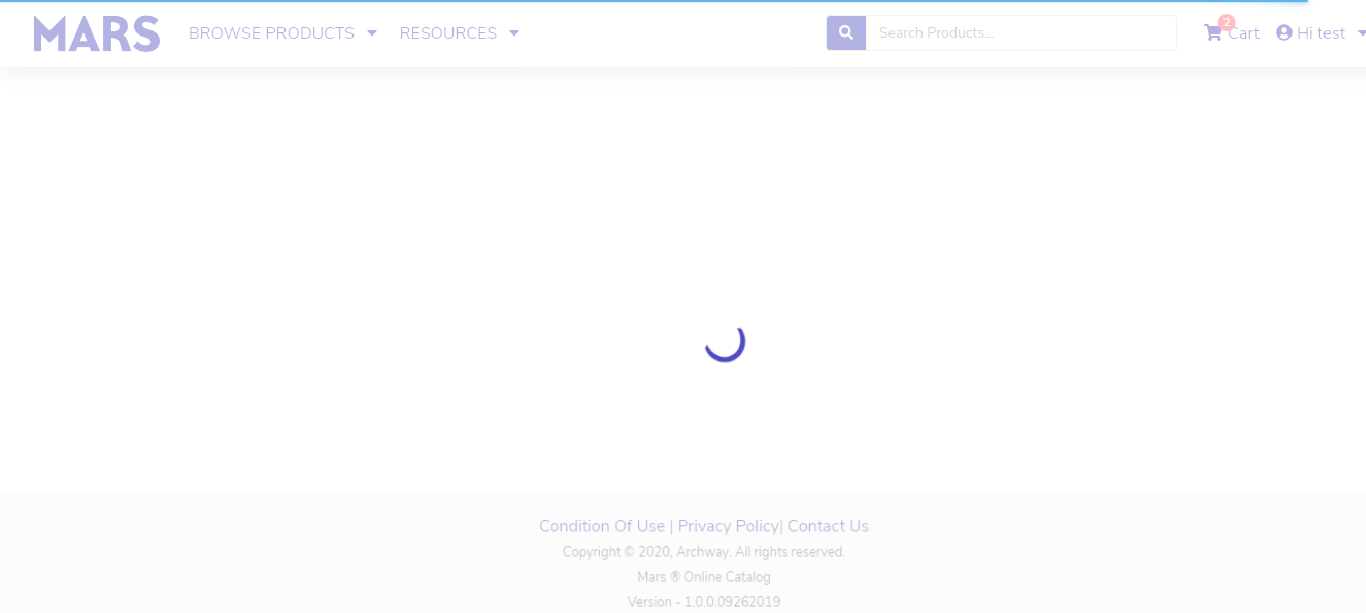 MARS BROWSE PRODUCTS RESOURCES Search Products... 2 Cart Hi test
Condition Of Use | Privacy Policy| Contact Us
Copyright © 2020, Archway. All rights reserved.
Mars ® Online Catalog
Version - 1.0.0.09262019